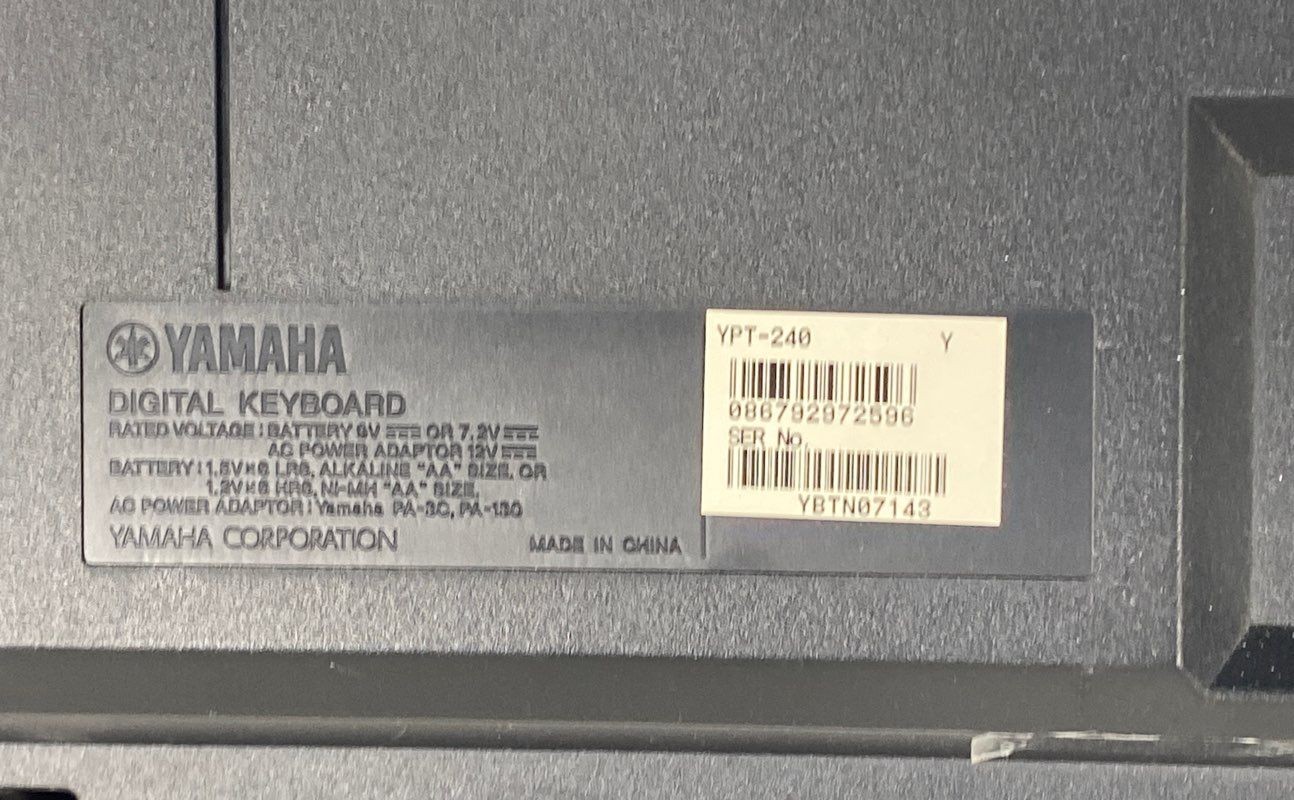 YAMAHA
DIGITAL KEYBOARD
RATED VOLTAGE : BATTERY 9V ⎓ OR 7.2V ⎓
AC POWER ADAPTOR 12V ⎓
BATTERY : 1.5V×6 LR6, ALKALINE "AA" SIZE, OR
1.2V×6 HR6, Ni-MH "AA" SIZE,
AC POWER ADAPTOR : Yamaha PA-3C, PA-130
YAMAHA CORPORATION
MADE IN CHINA
YPT-240 Y
086792972596
SER No.
YBTN07143